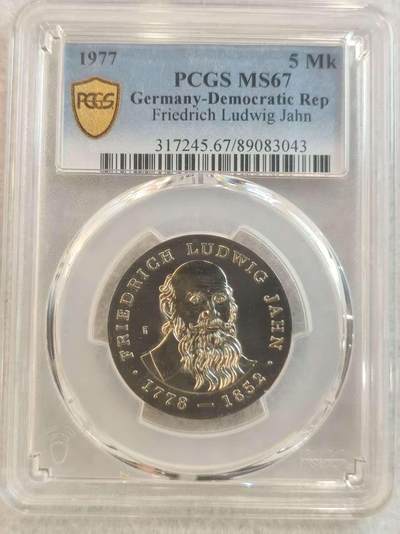 1977 5 Mk
PCGS MS67
Germany-Democratic Rep
Friedrich Ludwig Jahn
317245.67/89083043
PCGS
· FRIEDRICH LUDWIG JAHN ·
1778 — 1852